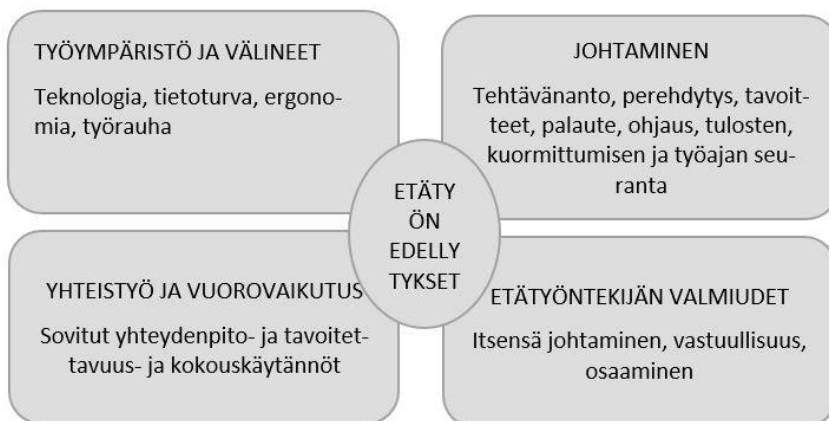 TYÖYMPÄRISTÖ JA VÄLINEET
Teknologia, tietoturva, ergono-
mia, työrauha
JOHTAMINEN
Tehtävänanto, perehdytys, tavoit-
tteet, palaute, ohjaus, tulosten,
kuormittumisen ja työajan seu-
ranta
ETÄTY
ÖN
EDELLY
TYKSET
YHTEISTYÖ JA VUOROVAIKUTUS
Sovitut yhteydenpito- ja tavoitet-
tavuus- ja kokouskäytännöt
ETÄTYÖNTEKIJÄN VALMIUDET
Itsensä johtaminen, vastuullisuus,
osaaminen